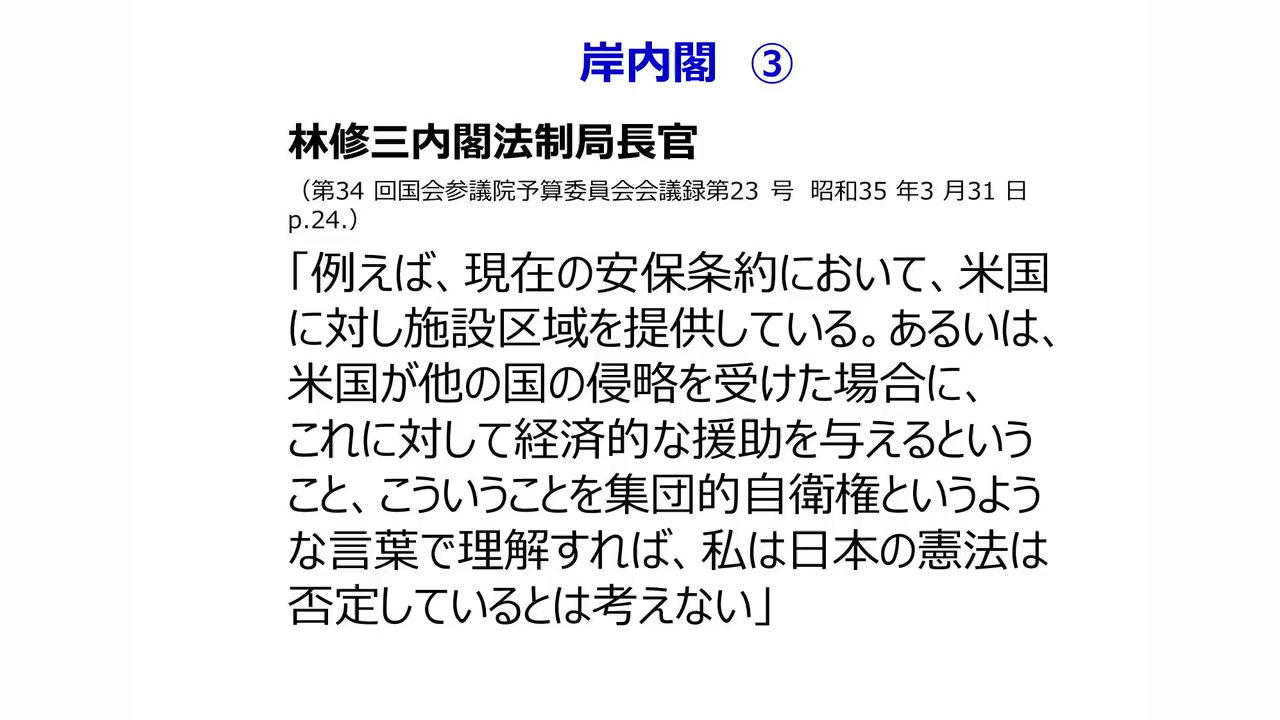 岸内閣 ③
林修三内閣法制局長官
（第34 回国会参議院予算委員会会議録第23 号 昭和35 年3 月31 日
p.24.）
「例えば、現在の安保条約において、米国
に対し施設区域を提供している。あるいは、
米国が他の国の侵略を受けた場合に、
これに対して経済的な援助を与えるという
こと、こういうことを集団的自衛権というよう
な言葉で理解すれば、私は日本の憲法は
否定しているとは考えない」